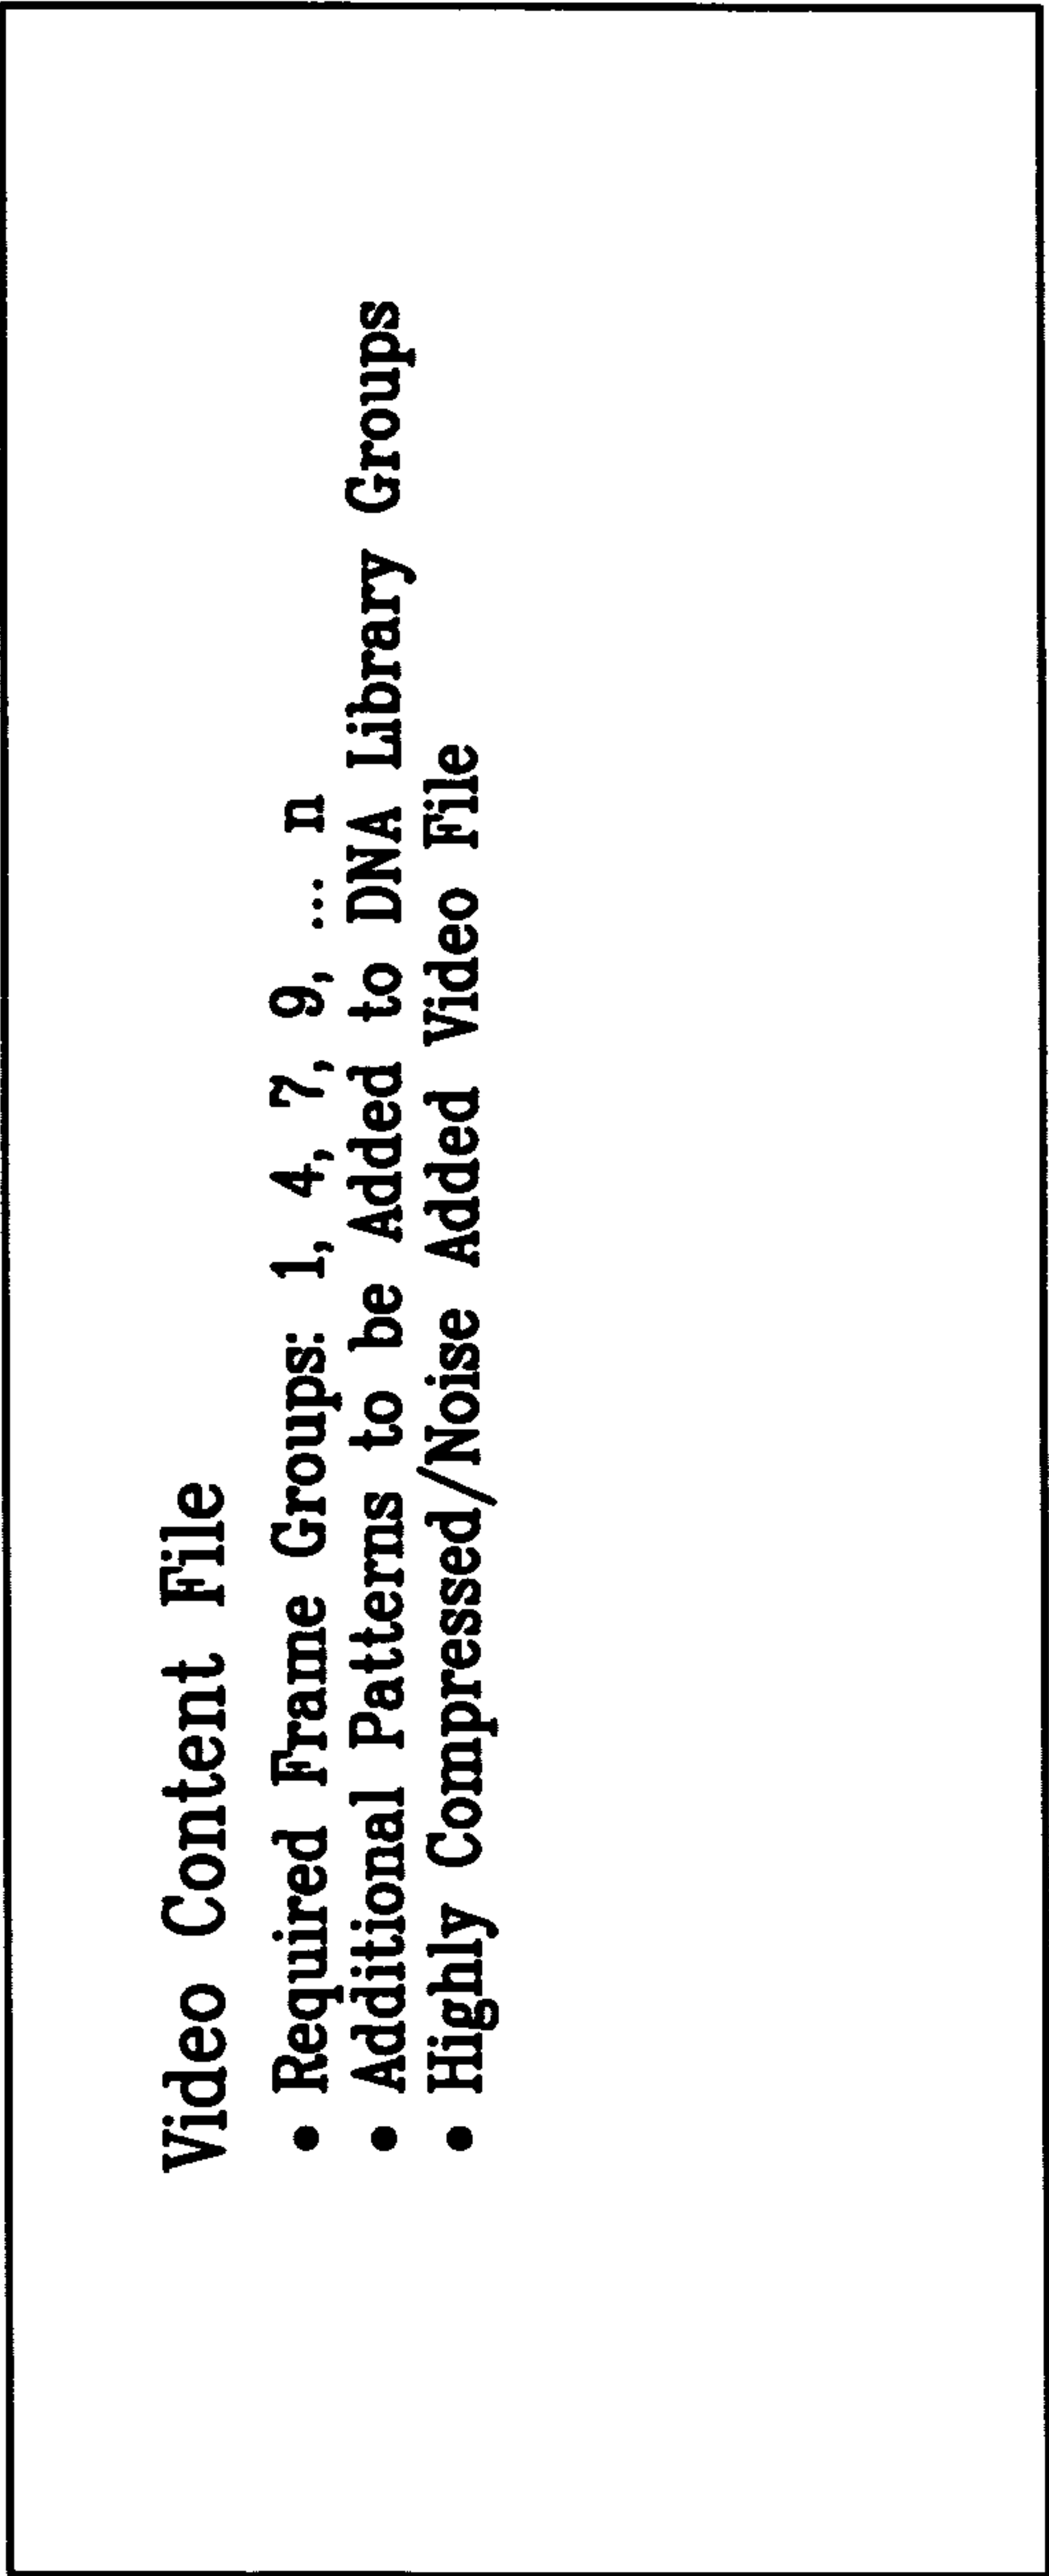 Video Content File
• Required Frame Groups: 1, 4, 7, 9, ... n
• Additional Patterns to be Added to DNA Library Groups
• Highly Compressed/Noise Added Video File